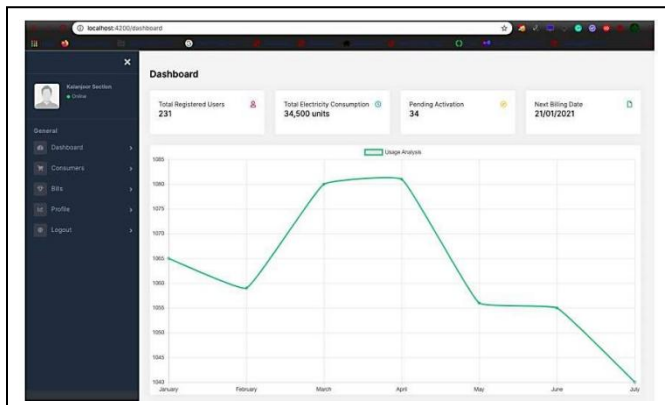 localhost:4200/dashboard
Dashboard
Section
Online
Total Registered Users
231
Total Electricity Consumption
34,500 units
Pending Activation
34
Next Billing Date
21/01/2021
General
Dashboard
Consumers
Bills
Profile
Logout
Usage Analysis
1085
1080
1075
1070
1065
1060
1055
1050
1045
1040
January
February
March
April
May
June
July